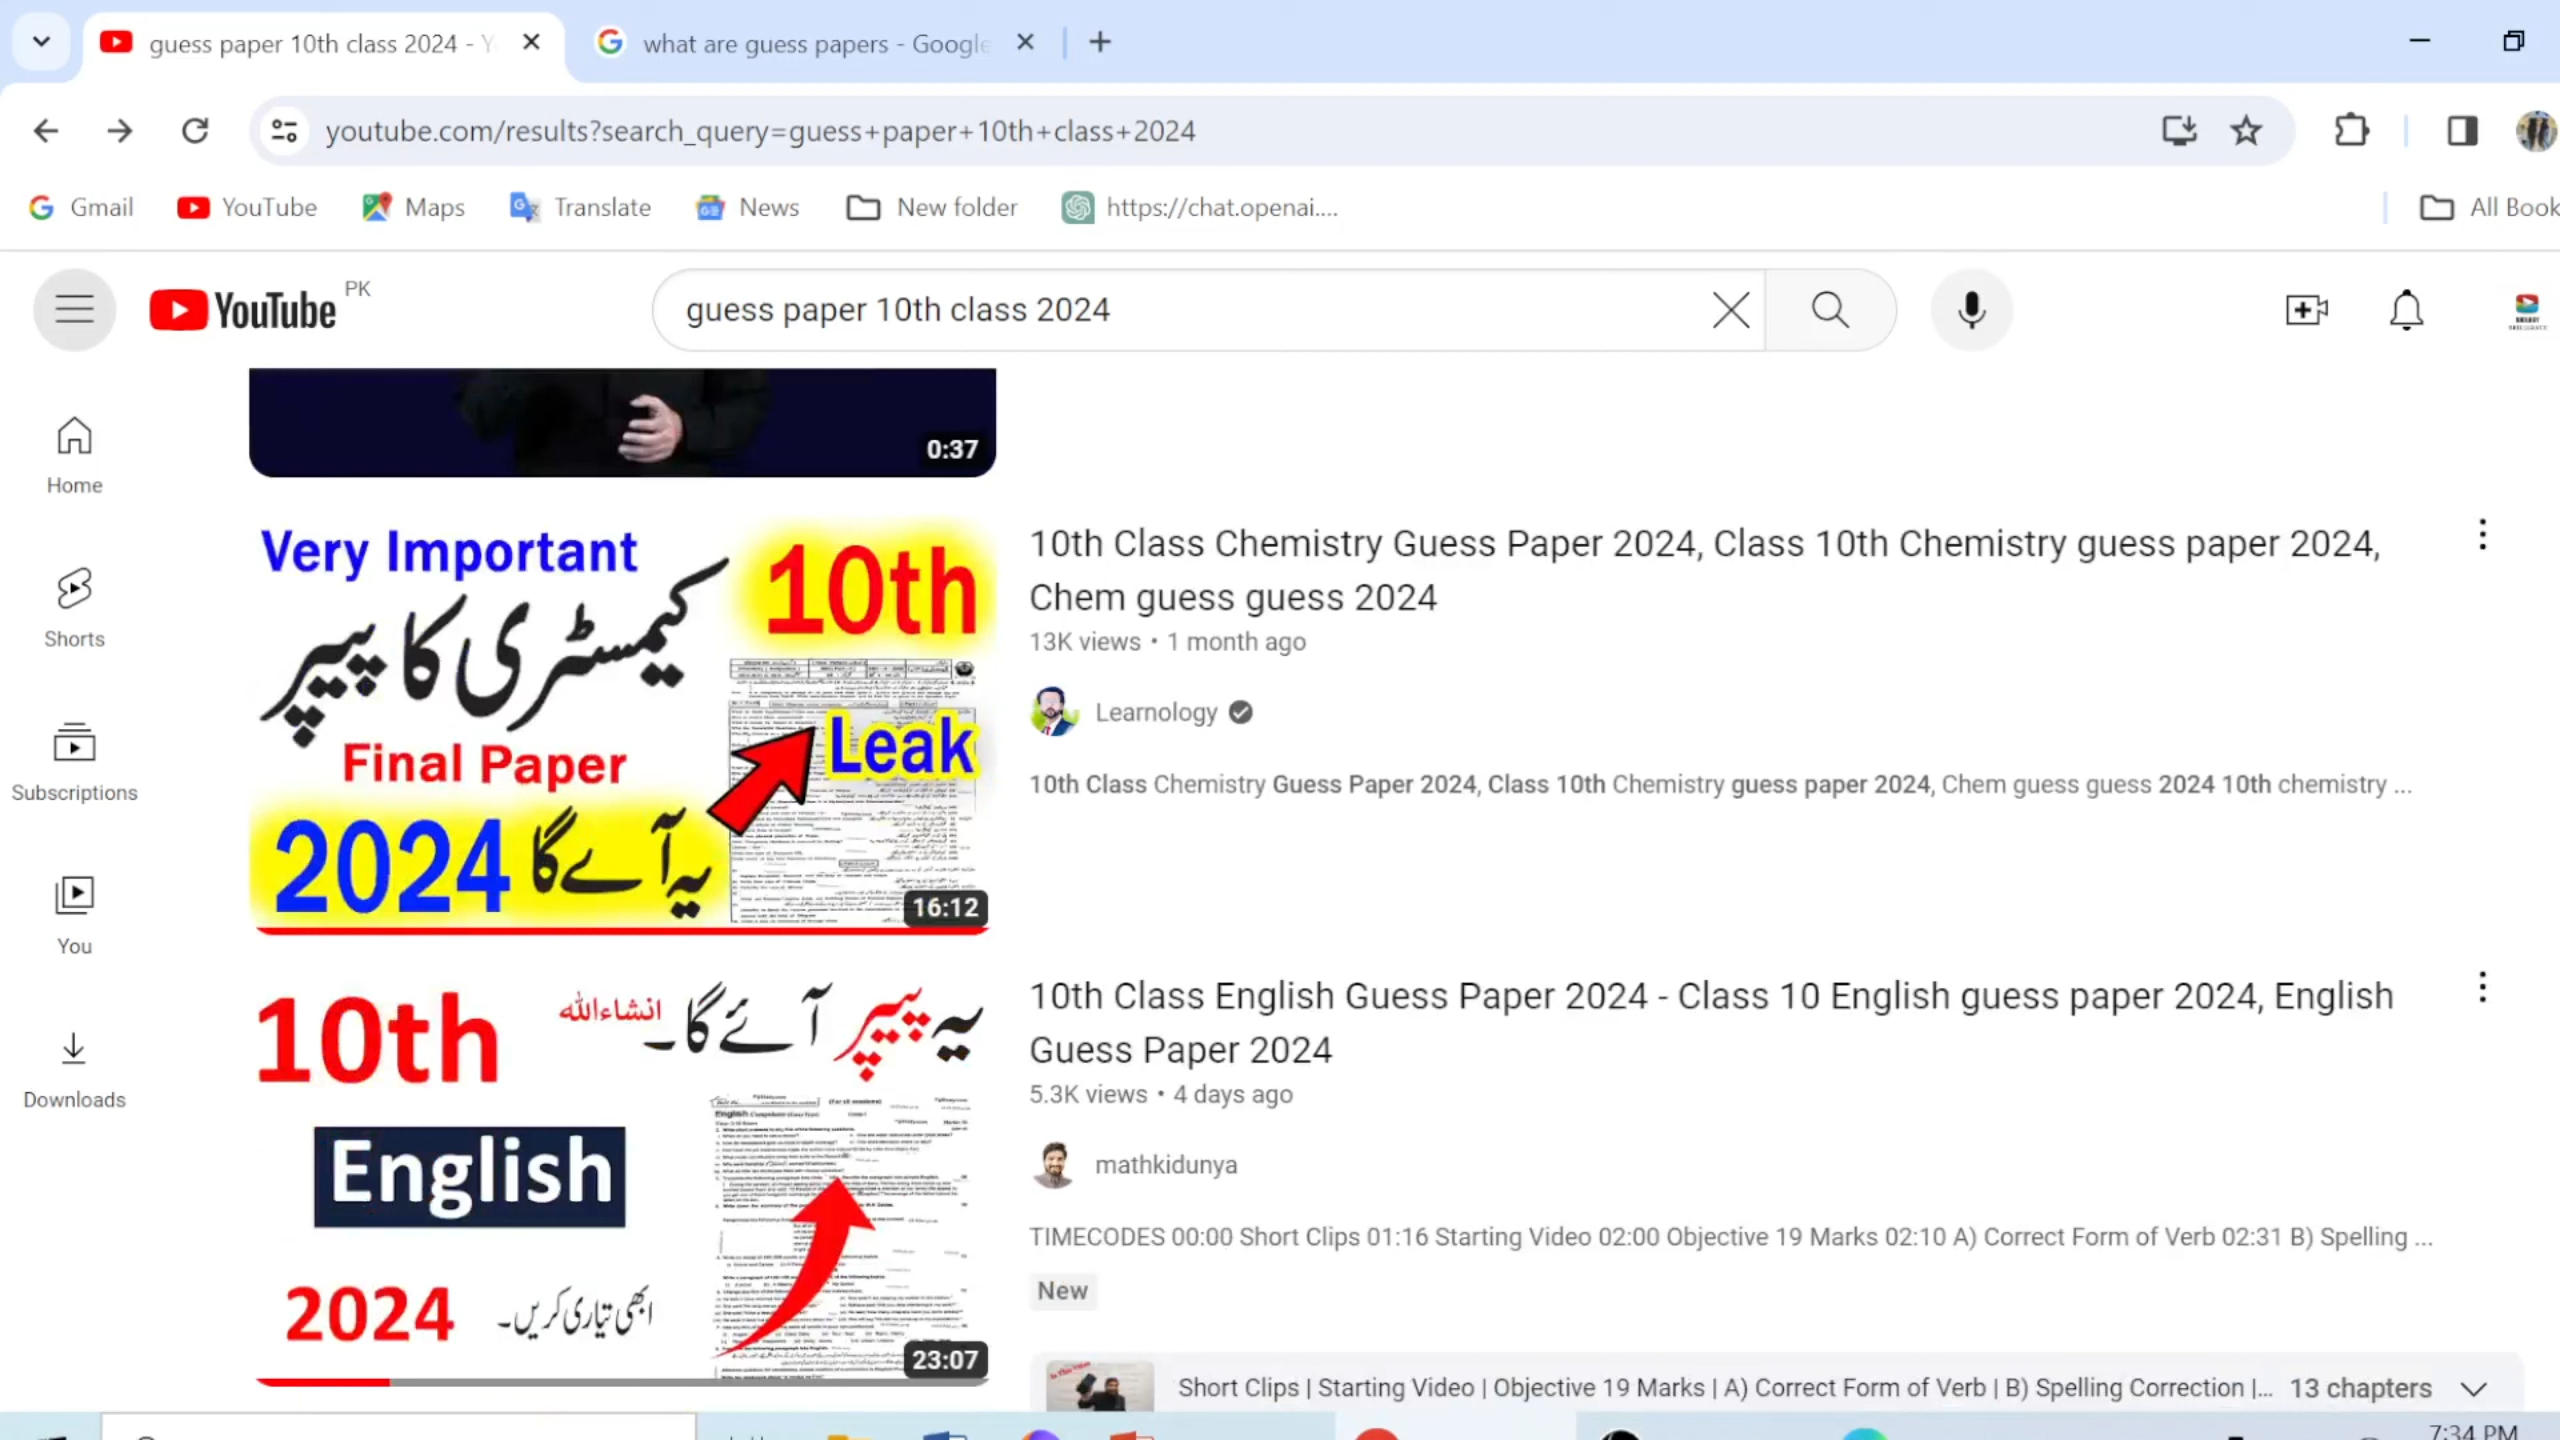 guess paper 10th class 2024 - Y
what are guess papers - Google
youtube.com/results?search_query=guess+paper+10th+class+2024
Gmail
YouTube
Maps
Translate
News
New folder
https://chat.openai....
All Book
YouTube PK
guess paper 10th class 2024
Home
Shorts
Subscriptions
You
Downloads
0:37
Very Important
10th
کیمسٹری کا پیپر
Leak
Final Paper
2024 یہ آئے گا
16:12
10th Class Chemistry Guess Paper 2024, Class 10th Chemistry guess paper 2024,
Chem guess guess 2024
13K views • 1 month ago
Learnology
10th Class Chemistry Guess Paper 2024, Class 10th Chemistry guess paper 2024, Chem guess guess 2024 10th chemistry ...
10th
یہ پیپر آئے گا۔ انشاءاللہ
English
2024
ابھی تیاری کریں۔
23:07
10th Class English Guess Paper 2024 - Class 10 English guess paper 2024, English
Guess Paper 2024
5.3K views • 4 days ago
mathkidunya
TIMECODES 00:00 Short Clips 01:16 Starting Video 02:00 Objective 19 Marks 02:10 A) Correct Form of Verb 02:31 B) Spelling ...
New
Short Clips | Starting Video | Objective 19 Marks | A) Correct Form of Verb | B) Spelling Correction |... 13 chapters
7:34 PM